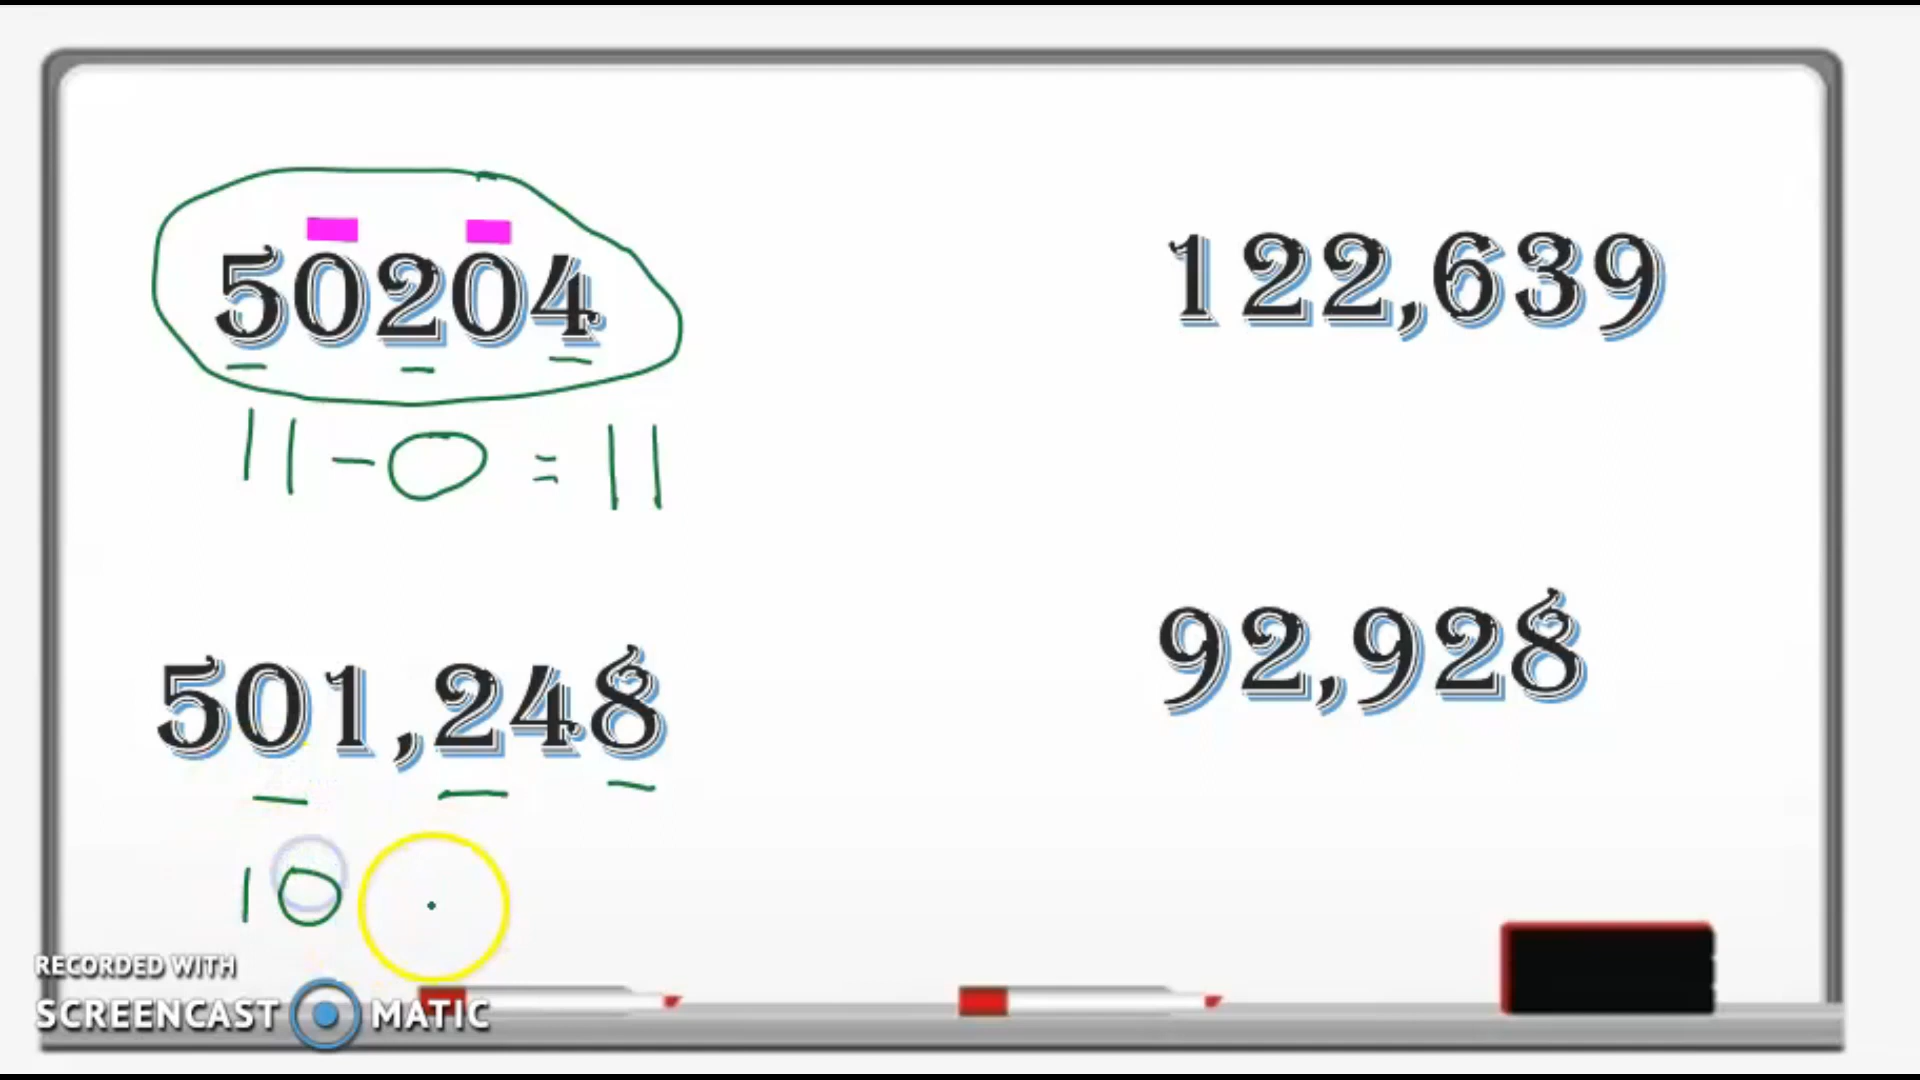 50204
11-0 = 11
122,639
501,248
10
92,928
RECORDED WITH
SCREENCAST MATIC